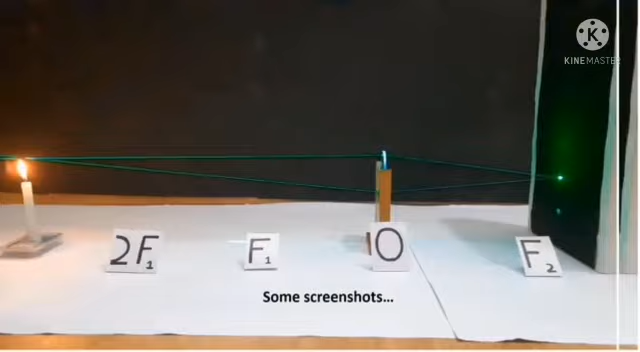 K
KINEMASTER
2F₁
F₁
O
F₂
Some screenshots...